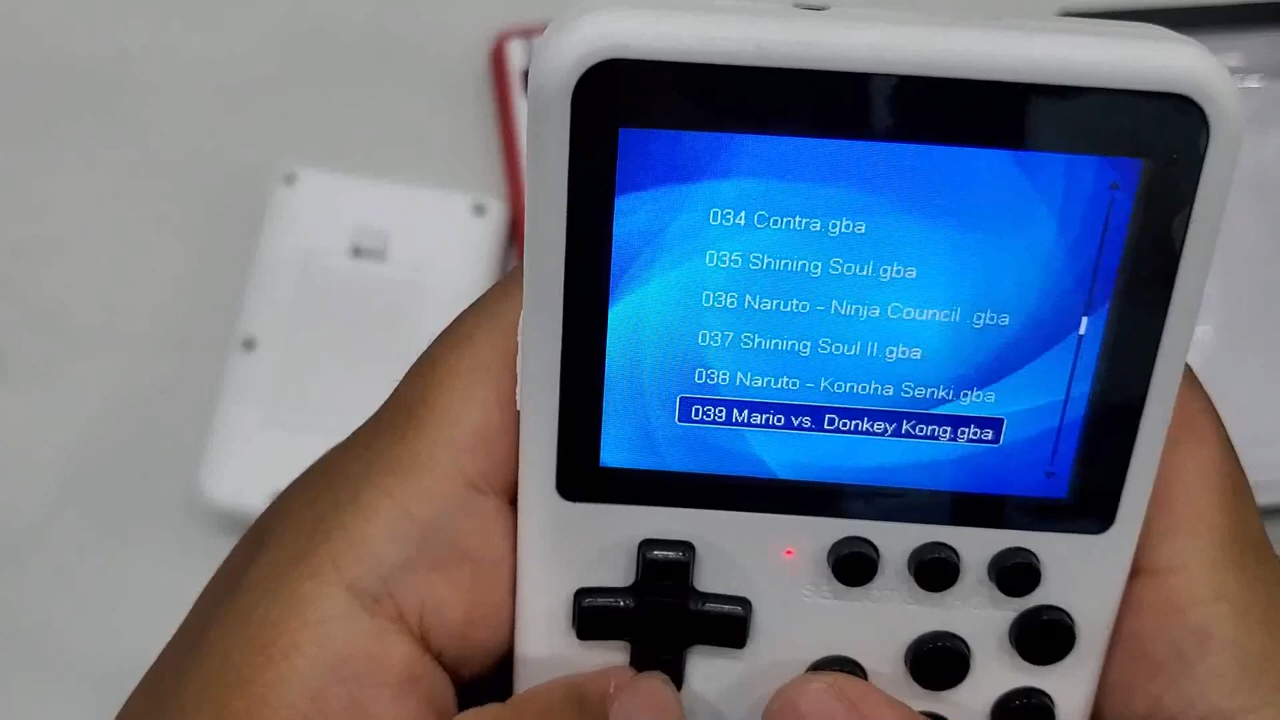 034 Contra.gba
035 Shining Soul.gba
036 Naruto - Ninja Council .gba
037 Shining Soul II.gba
038 Naruto - Konoha Senki.gba
039 Mario vs. Donkey Kong.gba